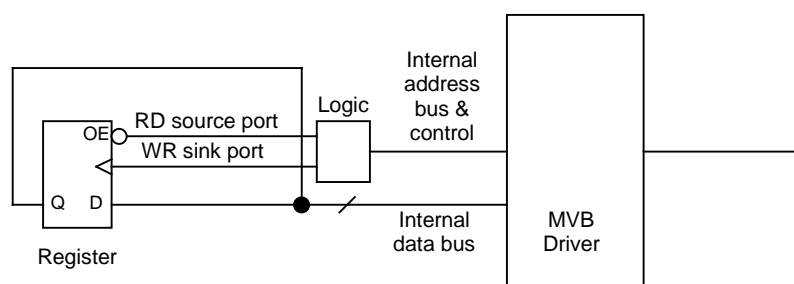 Internal
address
bus &
control
Logic
OE
RD source port
WR sink port
Q
D
Internal
data bus
MVB
Driver
Register